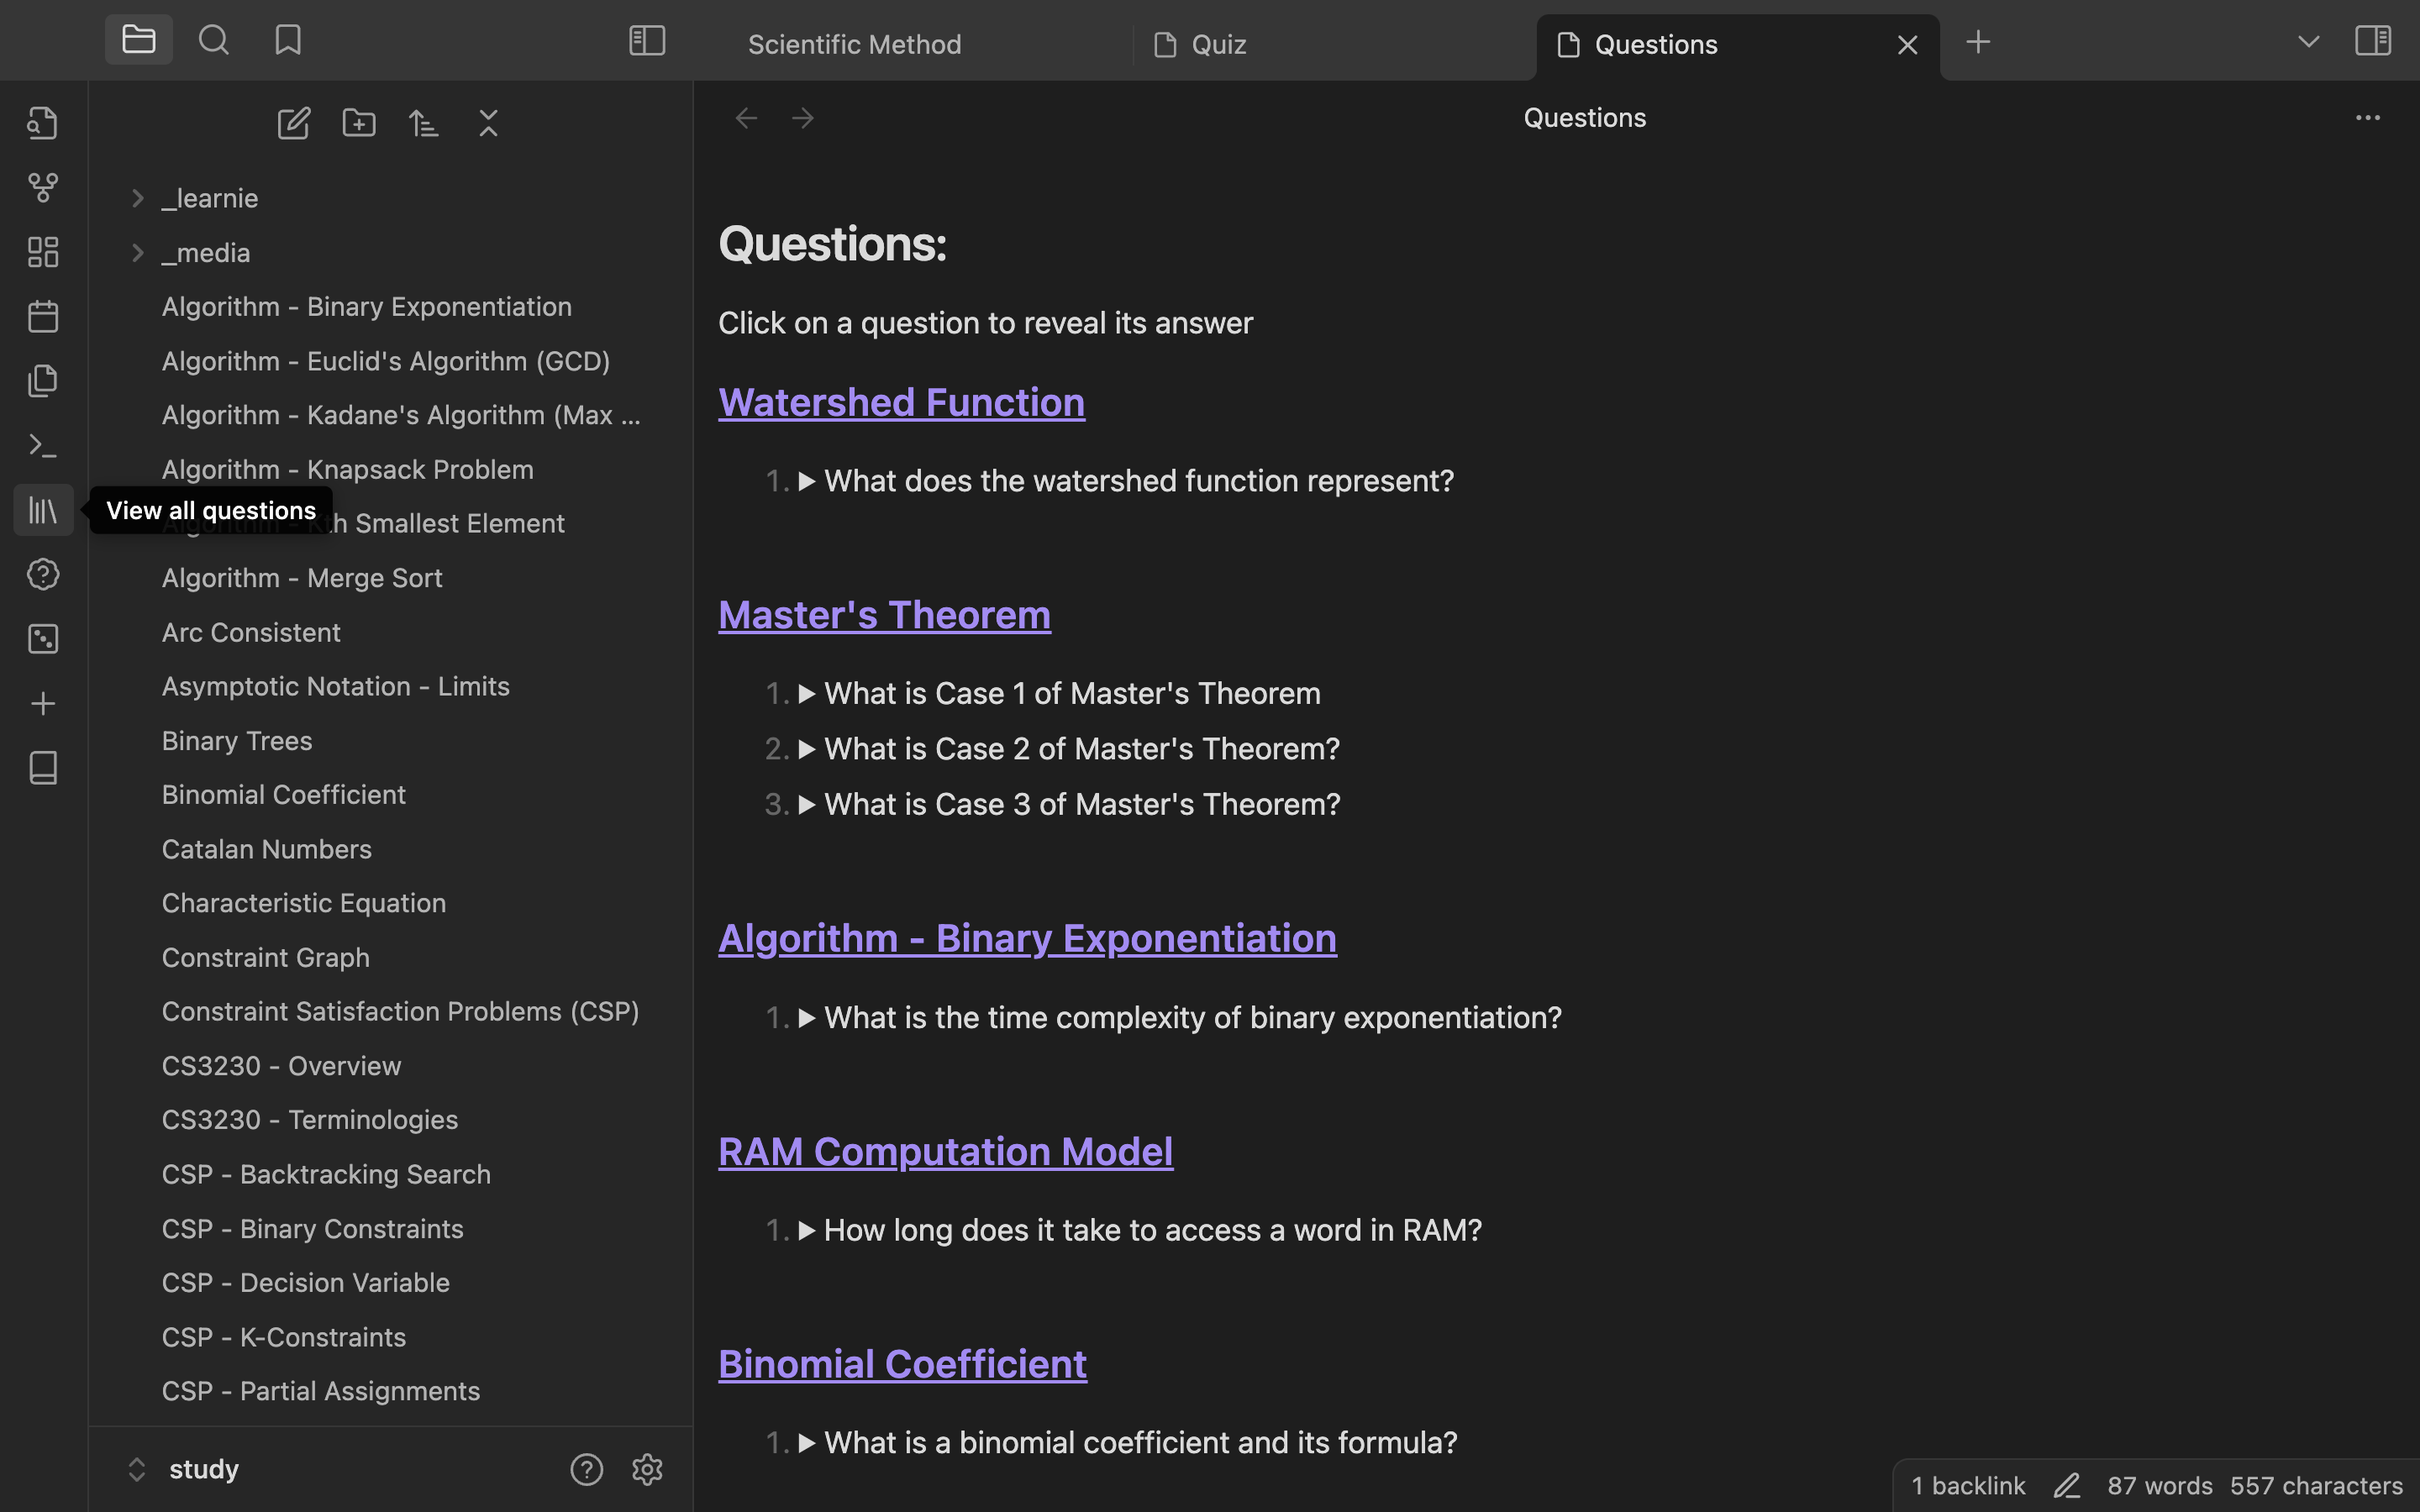 Scientific Method
Quiz
Questions
Questions
_learnie
_media
Algorithm - Binary Exponentiation
Algorithm - Euclid's Algorithm (GCD)
Algorithm - Kadane's Algorithm (Max ...
Algorithm - Knapsack Problem
View all questions
Algorithm - Kth Smallest Element
Algorithm - Merge Sort
Arc Consistent
Asymptotic Notation - Limits
Binary Trees
Binomial Coefficient
Catalan Numbers
Characteristic Equation
Constraint Graph
Constraint Satisfaction Problems (CSP)
CS3230 - Overview
CS3230 - Terminologies
CSP - Backtracking Search
CSP - Binary Constraints
CSP - Decision Variable
CSP - K-Constraints
CSP - Partial Assignments
study
Questions:
Click on a question to reveal its answer
Watershed Function
1. ▶ What does the watershed function represent?
Master's Theorem
1. ▶ What is Case 1 of Master's Theorem
2. ▶ What is Case 2 of Master's Theorem?
3. ▶ What is Case 3 of Master's Theorem?
Algorithm - Binary Exponentiation
1. ▶ What is the time complexity of binary exponentiation?
RAM Computation Model
1. ▶ How long does it take to access a word in RAM?
Binomial Coefficient
1. ▶ What is a binomial coefficient and its formula?
1 backlink 87 words 557 characters